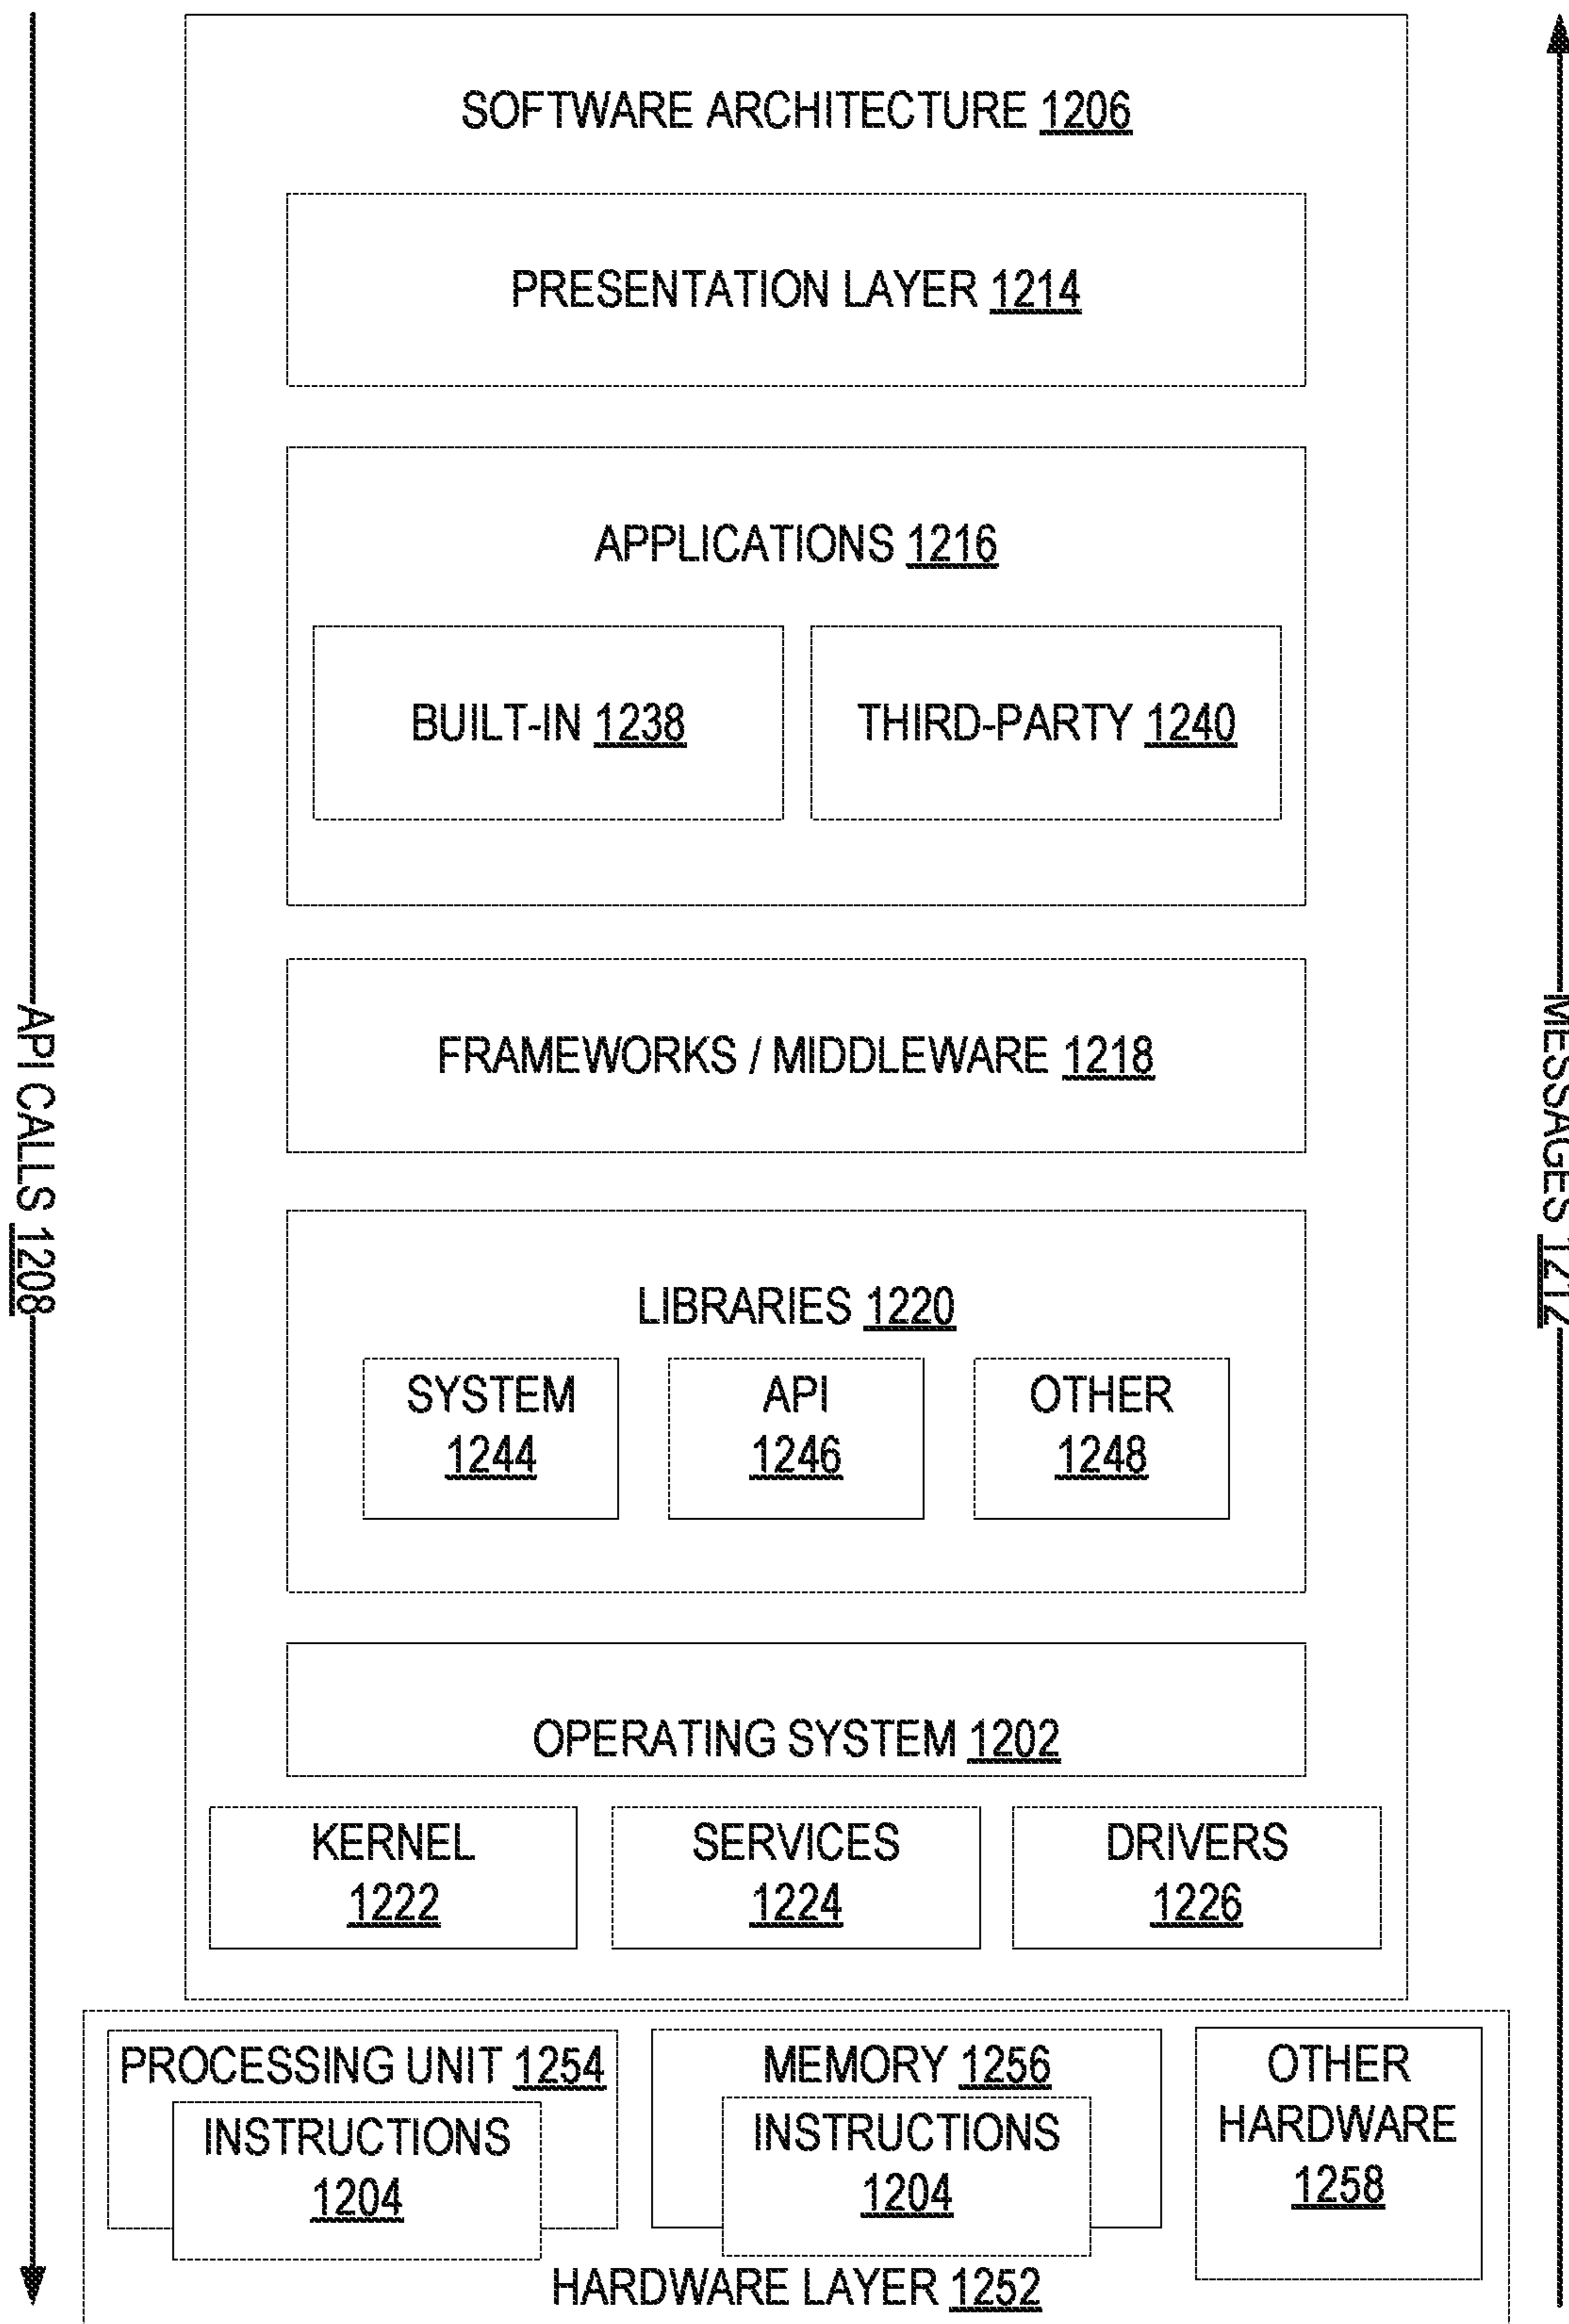 SOFTWARE ARCHITECTURE 1206
PRESENTATION LAYER 1214
APPLICATIONS 1216
BUILT-IN 1238
THIRD-PARTY 1240
FRAMEWORKS / MIDDLEWARE 1218
LIBRARIES 1220
SYSTEM
1244
API
1246
OTHER
1248
OPERATING SYSTEM 1202
KERNEL
1222
SERVICES
1224
DRIVERS
1226
PROCESSING UNIT 1254
INSTRUCTIONS
1204
MEMORY 1256
INSTRUCTIONS
1204
OTHER
HARDWARE
1258
HARDWARE LAYER 1252
API CALLS 1208
MESSAGES 1212